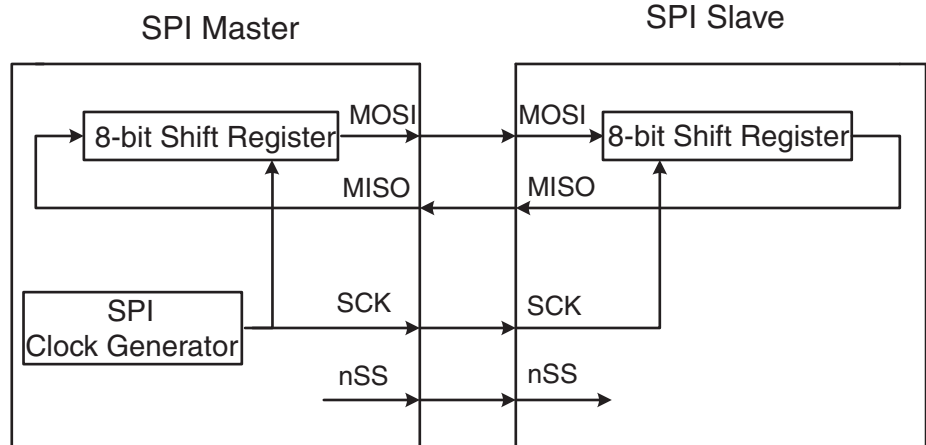 SPI Master
SPI Slave
8-bit Shift Register
MOSI
MOSI
8-bit Shift Register
MISO
MISO
SPI
Clock Generator
SCK
SCK
nSS
nSS